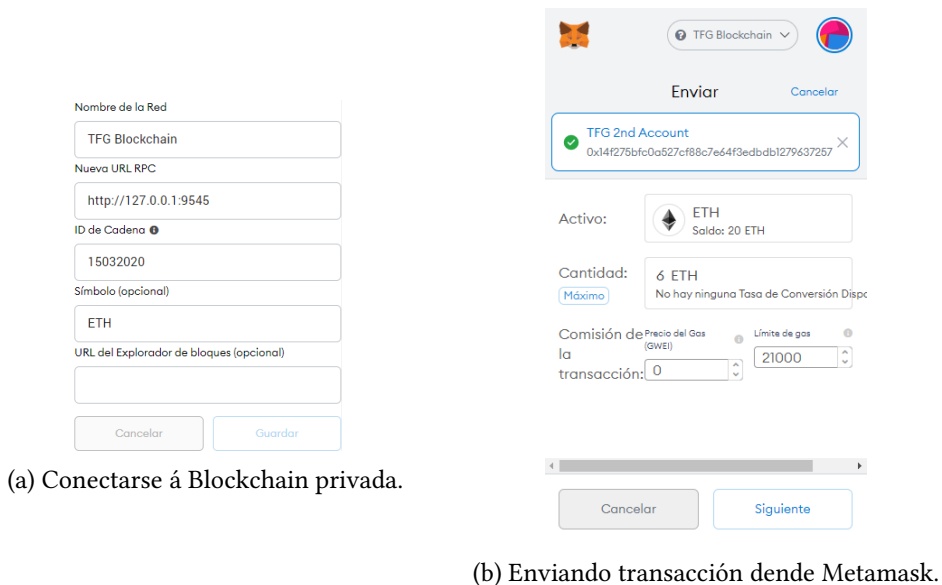 Nombre de la Red
TFG Blockchain
Nueva URL RPC
http://127.0.0.1:9545
ID de Cadena
15032020
Símbolo (opcional)
ETH
URL del Explorador de bloques (opcional)
Cancelar
Guardar
(a) Conectarse á Blockchain privada.
TFG Blockchain
Enviar
Cancelar
TFG 2nd Account
0x14f275bfc0a527cf88c7e64f3edbdb1279637257
Activo:
ETH
Saldo: 20 ETH
Cantidad:
Máximo
6 ETH
No hay ninguna Tasa de Conversión Dispo
Comisión de
la
transacción:
Precio del Gas
(GWEI)
0
Límite de gas
21000
Cancelar
Siguiente
(b) Enviando transacción dende Metamask.